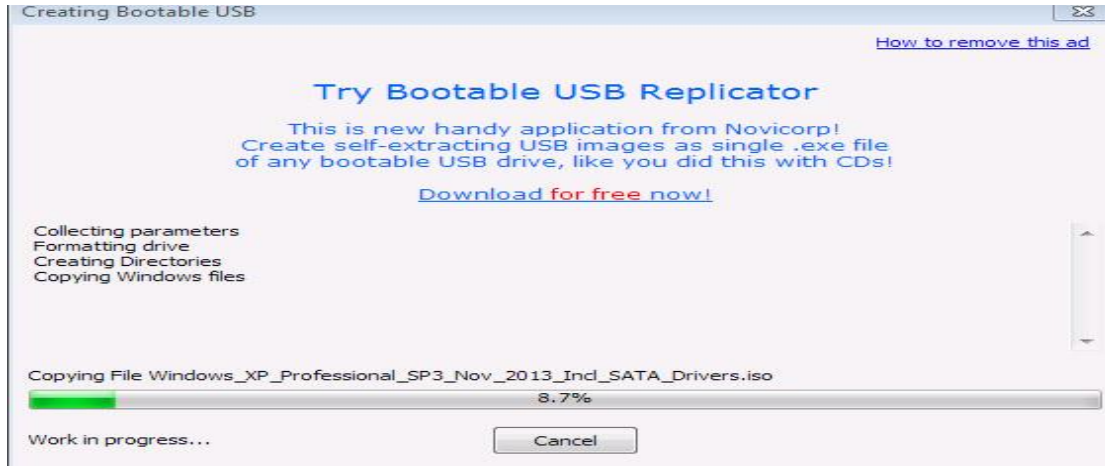 Creating Bootable USB
How to remove this ad
Try Bootable USB Replicator
This is new handy application from Novicorp!
Create self-extracting USB images as single .exe file
of any bootable USB drive, like you did this with CDs!
Download for free now!
Collecting parameters
Formatting drive
Creating Directories
Copying Windows files
Copying File Windows_XP_Professional_SP3_Nov_2013_Incl_SATA_Drivers.iso
8.7%
Work in progress...
Cancel